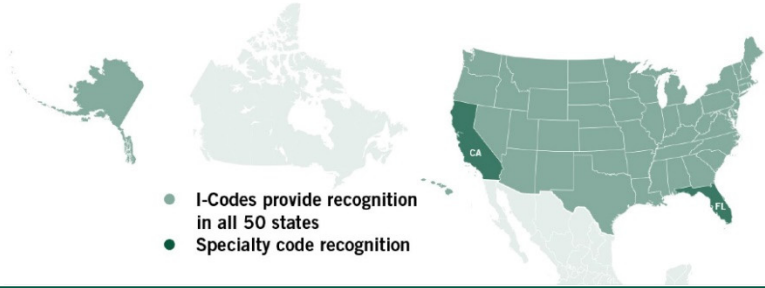 CA
FL
I-Codes provide recognition
in all 50 states
Specialty code recognition